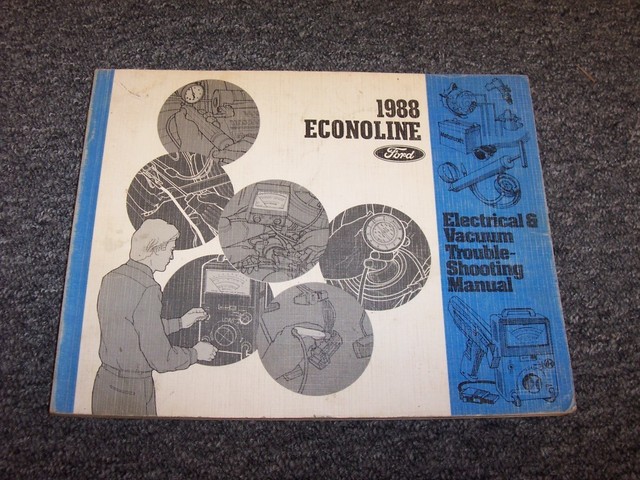 1988
ECONOLINE
Ford
Electrical &
Vacuum
Trouble-
Shooting
Manual